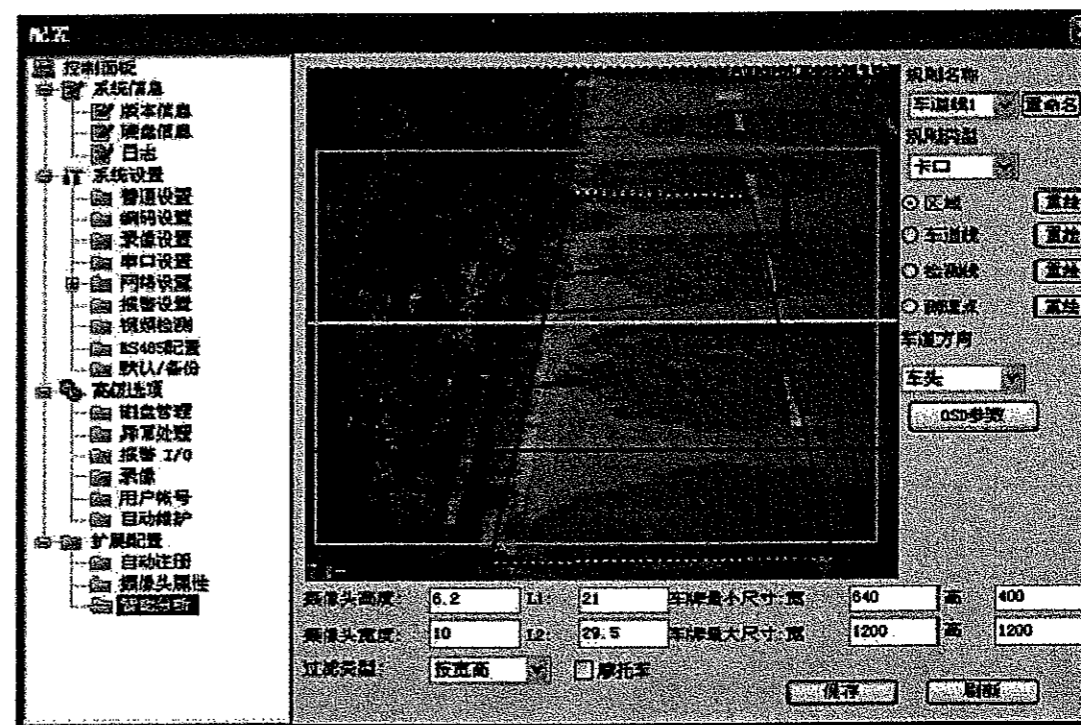 配置
控制面板
系统信息
版本信息
硬盘信息
日志
系统设置
普通设置
编码设置
录像设置
串口设置
网络设置
报警设置
视频检测
RS485配置
默认/备份
高级选项
磁盘管理
异常处理
报警 I/O
录像
用户帐号
自动维护
扩展配置
自动注册
摄像头属性
智能分析
规则名称
车道线1 重命名
规则类型
卡口
区域 重绘
车道线 重绘
检测线 重绘
重绘
车道方向
车头
OSD参数
摄像头高度: 6.2 L1: 21 车牌最小尺寸:宽 640 高 400
摄像头宽度: 10 L2: 29.5 车牌最大尺寸:宽 1200 高 1200
过滤类型: 按宽高 摩托车
保存 刷新